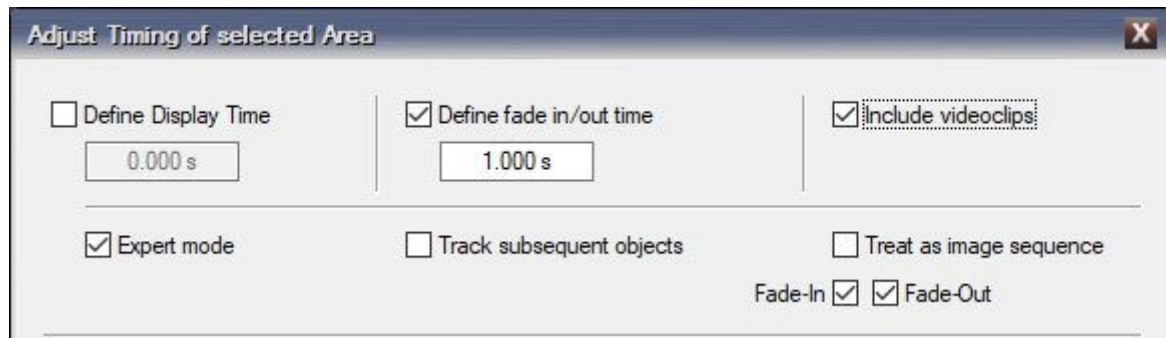 Adjust Timing of selected Area
X
Define Display Time
Define fade in/out time
Include videoclips
0.000 s
1.000 s
Expert mode
Track subsequent objects
Treat as image sequence
Fade-In
Fade-Out